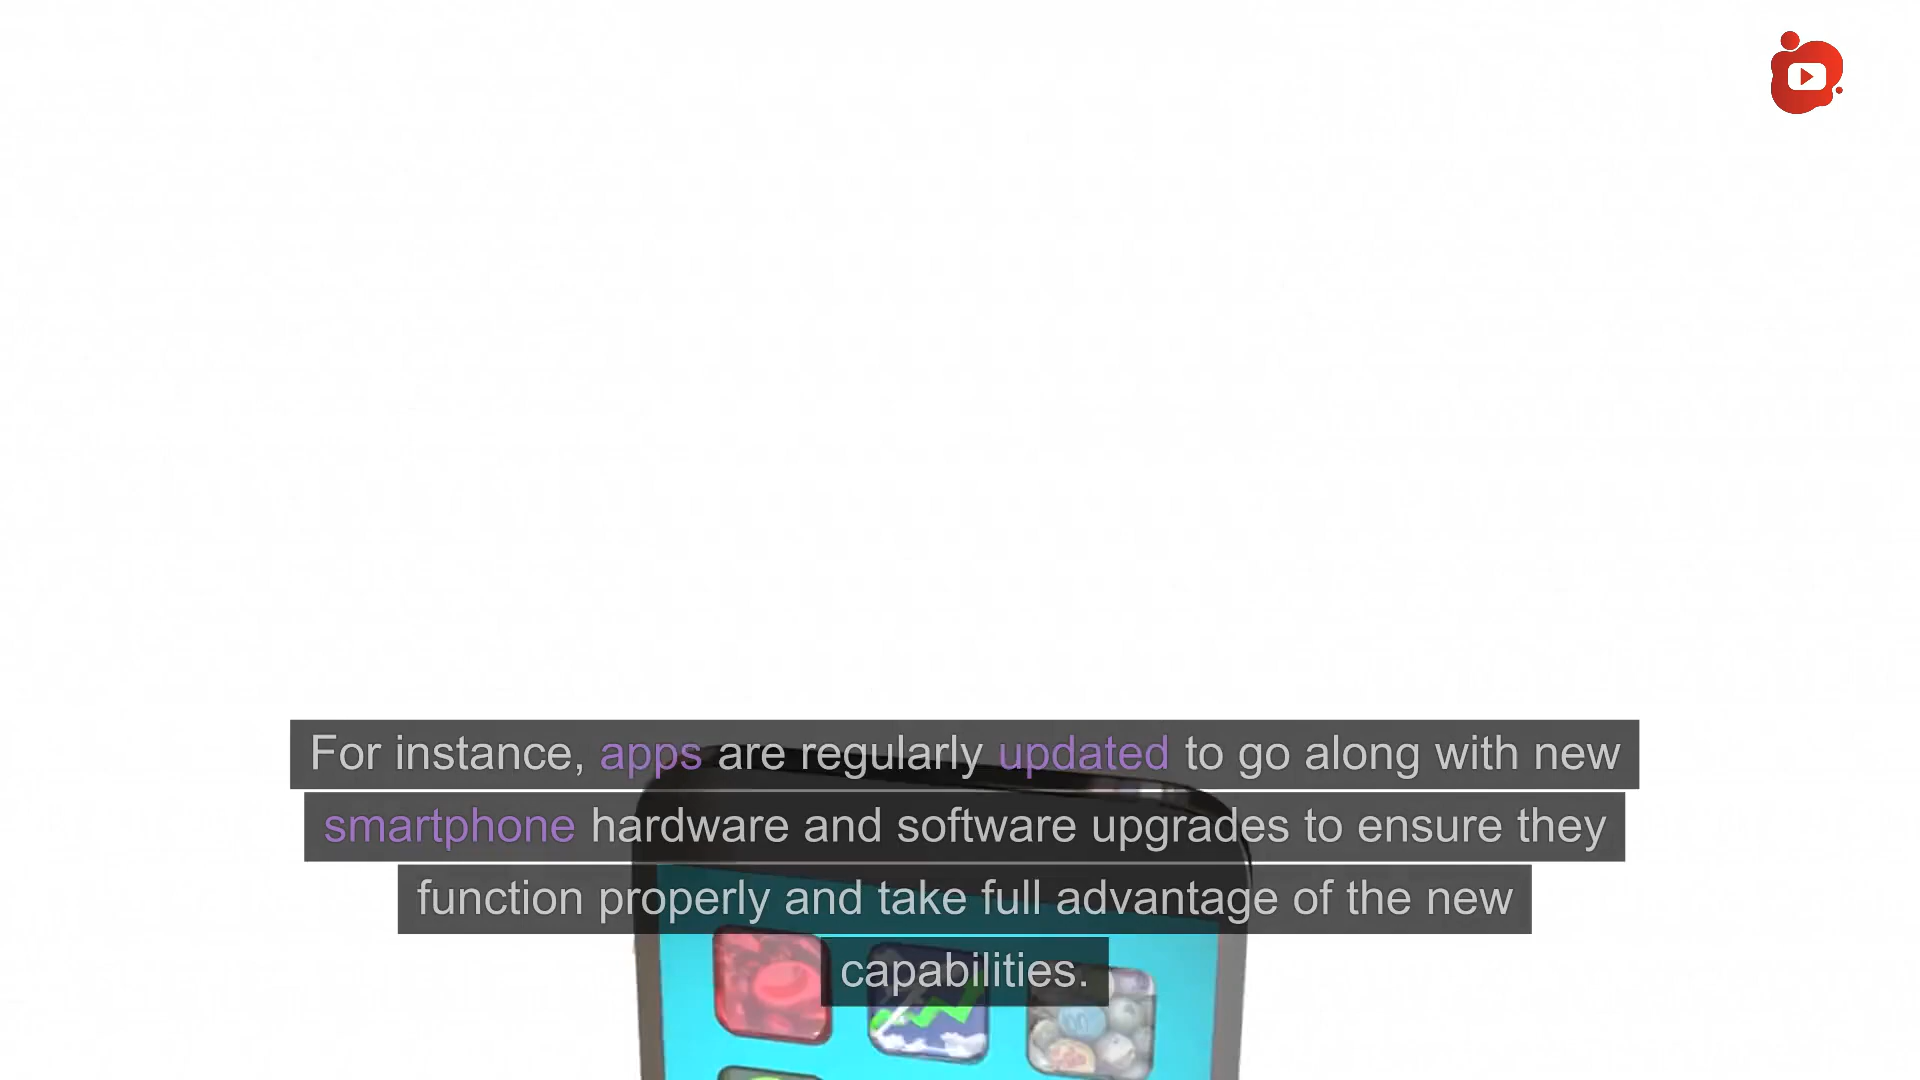 For instance, apps are regularly updated to go along with new
smartphone hardware and software upgrades to ensure they
function properly and take full advantage of the new
capabilities.